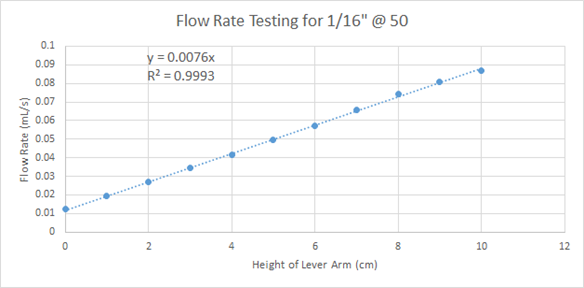 Flow Rate Testing for 1/16" @ 50
y = 0.0076x
R² = 0.9993
Flow Rate (mL/s)
0.1
0.09
0.08
0.07
0.06
0.05
0.04
0.03
0.02
0.01
0
0 2 4 6 8 10 12
Height of Lever Arm (cm)